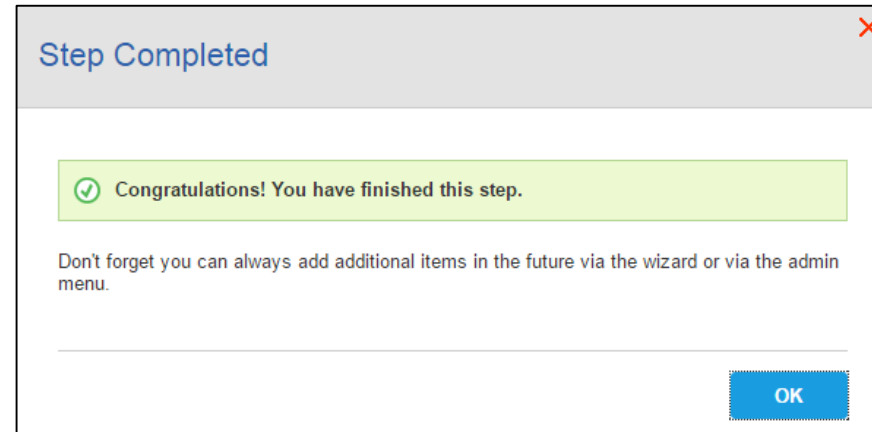 Step Completed
Congratulations! You have finished this step.
Don't forget you can always add additional items in the future via the wizard or via the admin
menu.
OK